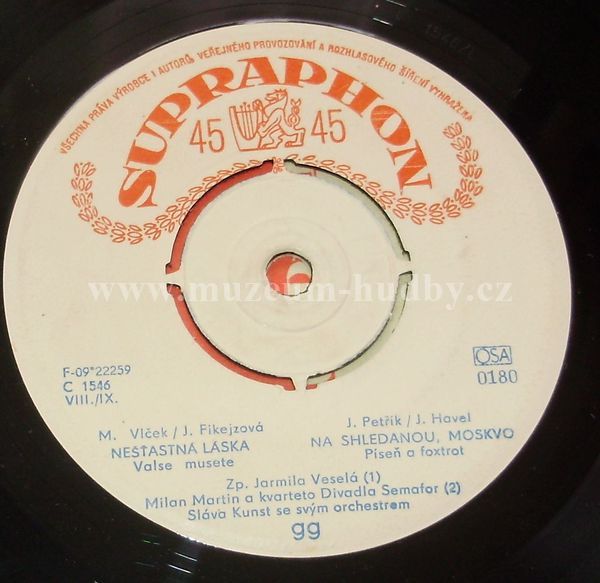 VŠECHNA PRÁVA VÝROBCE I AUTORŮ VEŘEJNÉHO PROVOZOVÁNÍ A ROZHLASOVÉHO ŠÍŘENÍ VYHRAŽENA
SUPRAPHON
45 45
www.muzeum-hudby.cz
F-09*22259
C 1546
VIII./IX.
OSA
0180
M. Vlček/J. Fikejzová
NEŠŤASTNÁ LÁSKA
Valse musete
J. Petřík/J. Havel
NA SHLEDANOU, MOSKVO
Píseň a foxtrot
Zp. Jarmila Veselá (1)
Milan Martin a kvarteto Divadla Semafor (2)
Sláva Kunst se svým orchestrem
gg